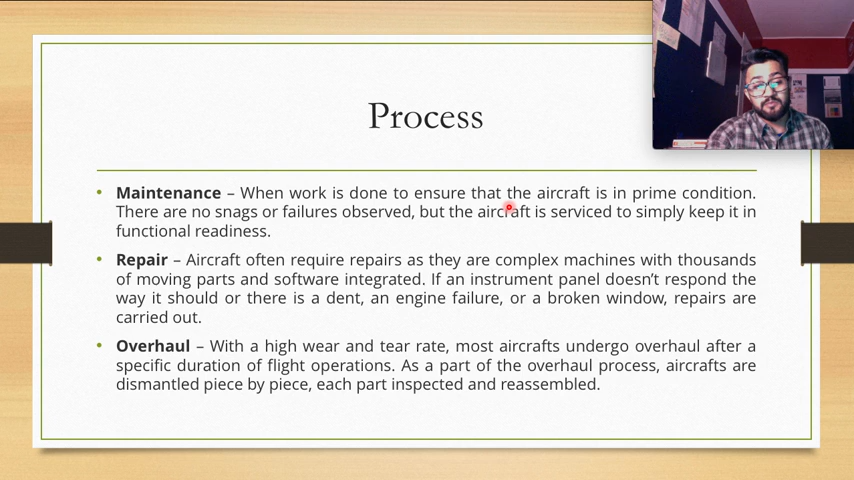 Process
• Maintenance – When work is done to ensure that the aircraft is in prime condition.
There are no snags or failures observed, but the aircraft is serviced to simply keep it in
functional readiness.
• Repair – Aircraft often require repairs as they are complex machines with thousands
of moving parts and software integrated. If an instrument panel doesn’t respond the
way it should or there is a dent, an engine failure, or a broken window, repairs are
carried out.
• Overhaul – With a high wear and tear rate, most aircrafts undergo overhaul after a
specific duration of flight operations. As a part of the overhaul process, aircrafts are
dismantled piece by piece, each part inspected and reassembled.